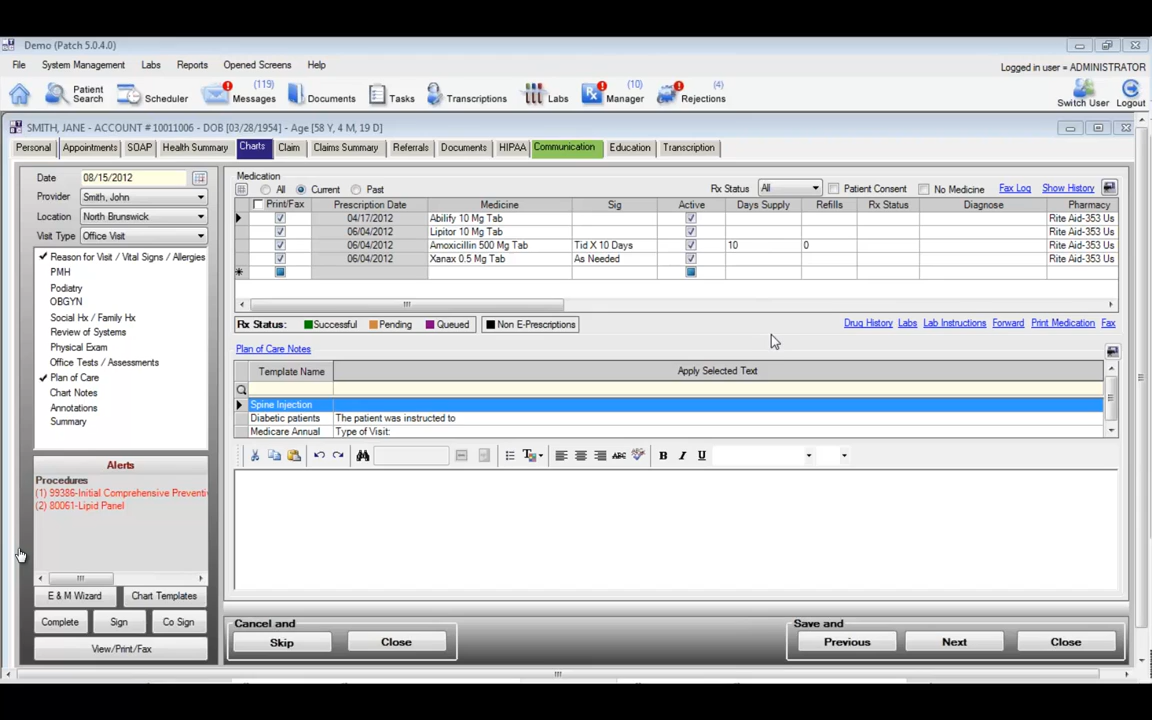 Demo (Patch 5.0.4.0)
File System Management Labs Reports Opened Screens Help
Logged in user = ADMINISTRATOR
Patient Search Scheduler Messages (119) Documents Tasks Transcriptions Labs Manager (10) Rejections (4) Switch User Logout
SMITH, JANE - ACCOUNT # 10011006 - DOB [03/28/1954] - Age [58 Y, 4 M, 19 D]
Personal Appointments SOAP Health Summary Charts Claim Claims Summary Referrals Documents HIPAA Communication Education Transcription
Date 08/15/2012
Provider Smith, John
Location North Brunswick
Visit Type Office Visit
Reason for Visit / Vital Signs / Allergies
PMH
Podiatry
OBGYN
Social Hx / Family Hx
Review of Systems
Physical Exam
Office Tests / Assessments
Plan of Care
Chart Notes
Annotations
Summary
Alerts
Procedures
(1) 99386-Initial Comprehensive Preventi
(2) 80061-Lipid Panel
E & M Wizard Chart Templates
Complete Sign Co Sign
View/Print/Fax
Medication
All Current Past Rx Status All Patient Consent No Medicine Fax Log Show History
Print/Fax Prescription Date Medicine Sig Active Days Supply Refills Rx Status Diagnose Pharmacy
04/17/2012 Abilify 10 Mg Tab Rite Aid-353 Us
06/04/2012 Lipitor 10 Mg Tab Rite Aid-353 Us
06/04/2012 Amoxicillin 500 Mg Tab Tid X 10 Days 10 0 Rite Aid-353 Us
06/04/2012 Xanax 0.5 Mg Tab As Needed Rite Aid-353 Us
Rx Status: Successful Pending Queued Non E-Prescriptions Drug History Labs Lab Instructions Forward Print Medication Fax
Plan of Care Notes
Template Name Apply Selected Text
Spine Injection
Diabetic patients The patient was instructed to
Medicare Annual Type of Visit:
ABC B I U
Cancel and
Skip Close
Save and
Previous Next Close